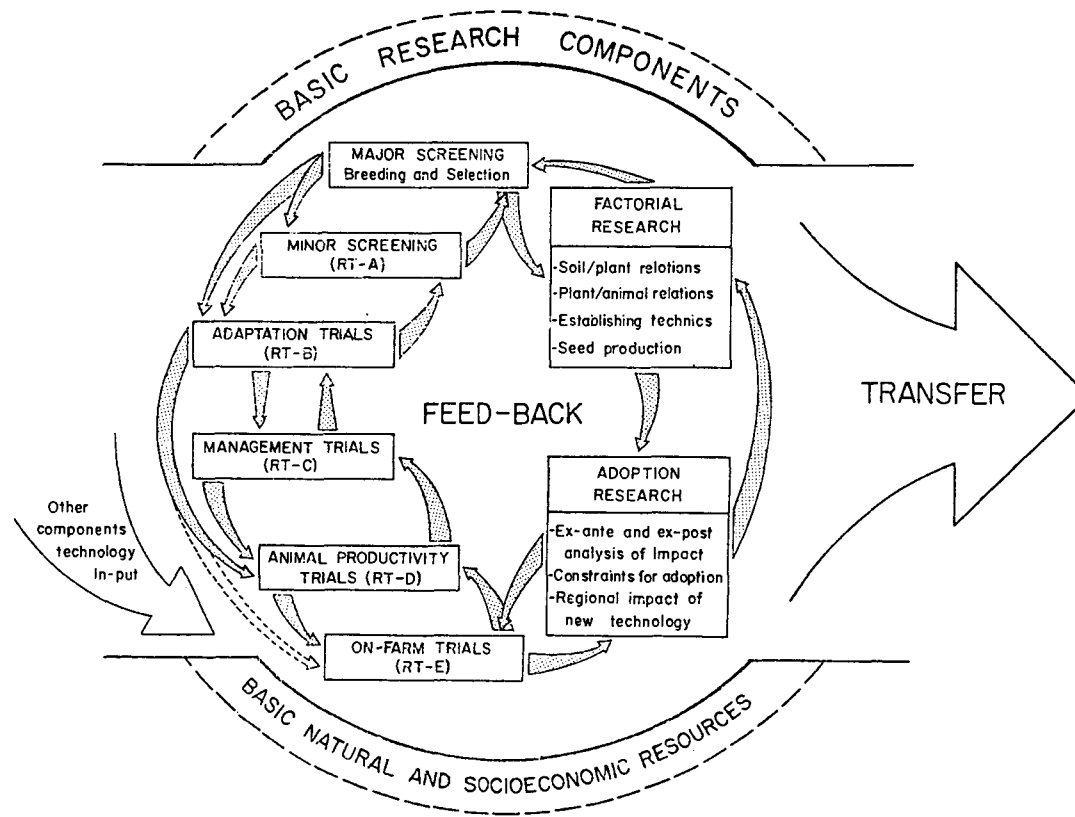 BASIC RESEARCH COMPONENTS
MAJOR SCREENING
Breeding and Selection
MINOR SCREENING
(RT-A)
ADAPTATION TRIALS
(RT-B)
MANAGEMENT TRIALS
(RT-C)
ANIMAL PRODUCTIVITY
TRIALS (RT-D)
ON-FARM TRIALS
(RT-E)
FACTORIAL
RESEARCH
-Soil/plant relotions
-Plant/animal relations
-Establishing technics
-Seed production
FEED-BACK
ADOPTION
RESEARCH
-Ex-ante and ex-post
analysis of Impact
-Constraints for adoption
-Regional impact of
new technology
TRANSFER
Other
components
technology
In-put
BASIC NATURAL AND SOCIOECONOMIC RESOURCES